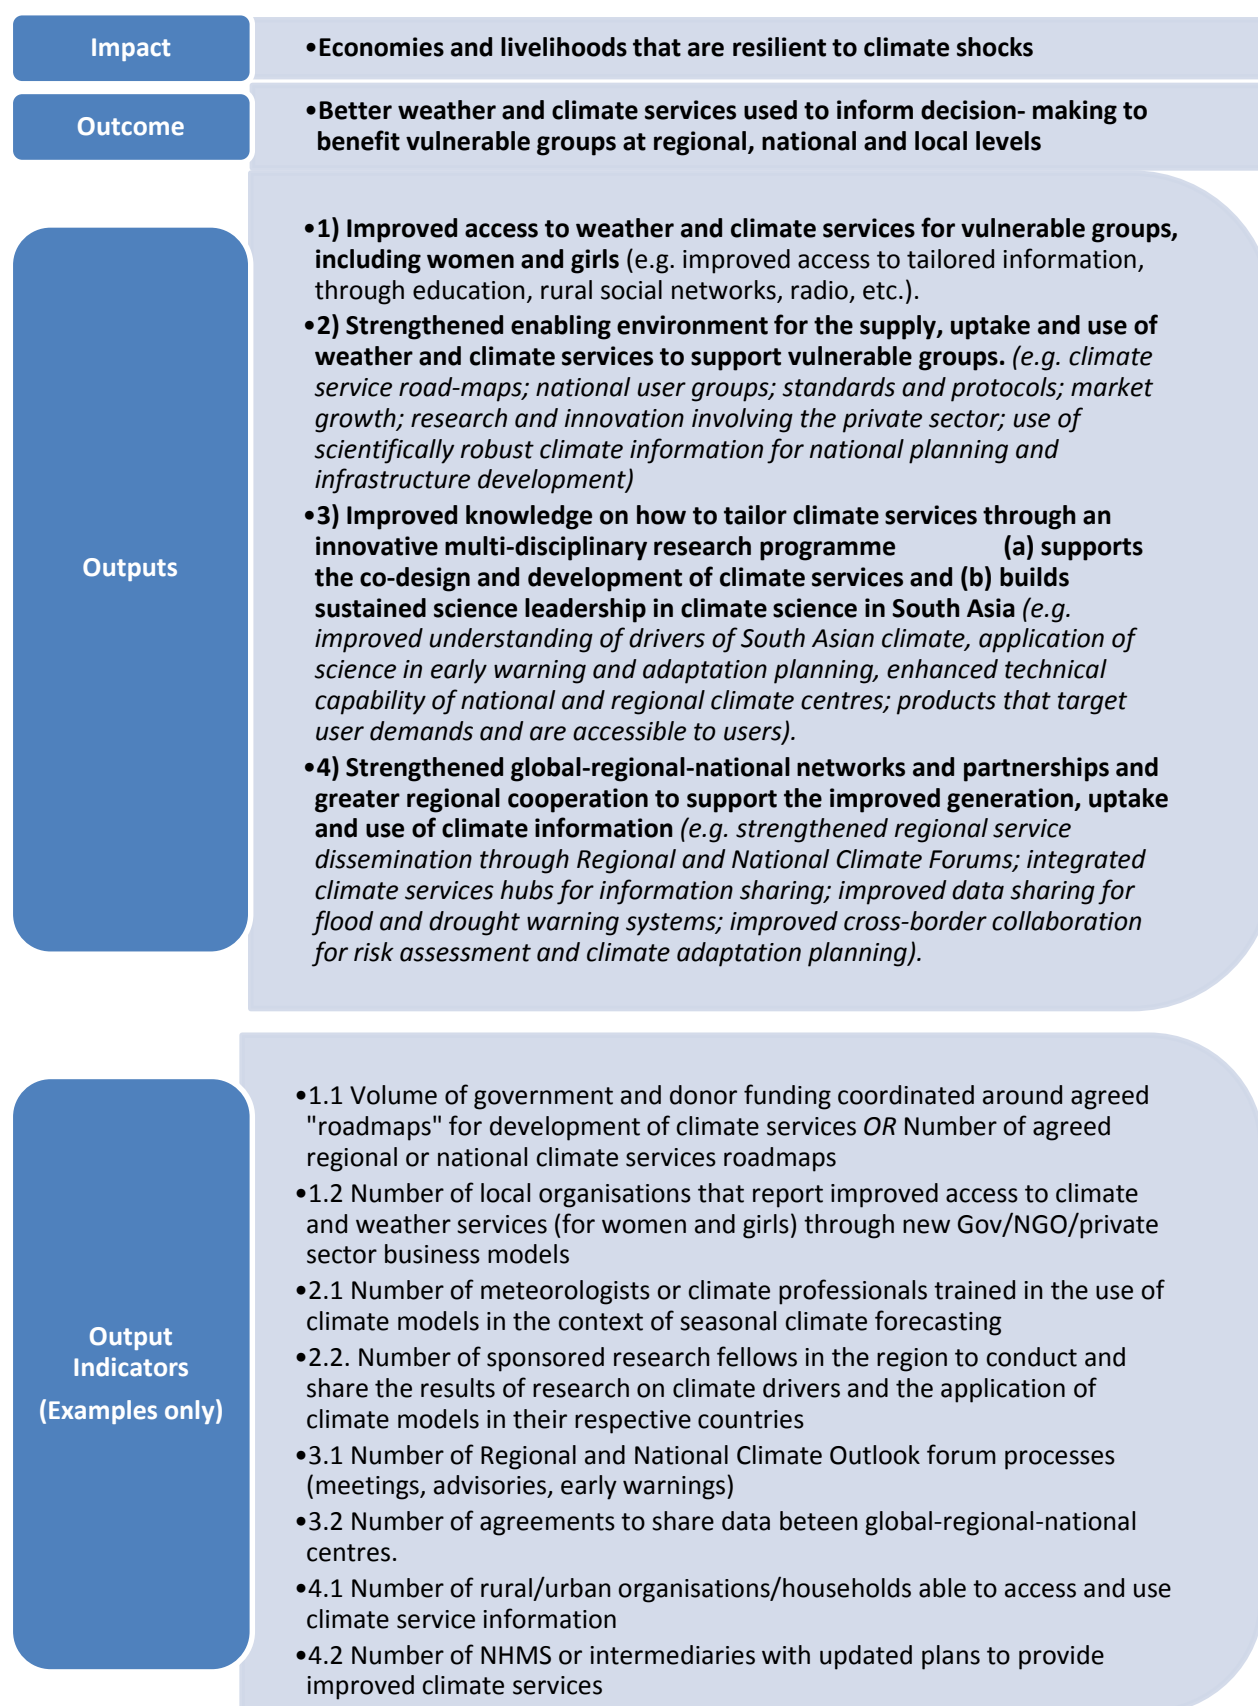 Impact
•Economies and livelihoods that are resilient to climate shocks
Outcome
•Better weather and climate services used to inform decision- making to
benefit vulnerable groups at regional, national and local levels
Outputs
•1) Improved access to weather and climate services for vulnerable groups,
including women and girls (e.g. improved access to tailored information,
through education, rural social networks, radio, etc.).
•2) Strengthened enabling environment for the supply, uptake and use of
weather and climate services to support vulnerable groups. (e.g. climate
service road-maps; national user groups; standards and protocols; market
growth; research and innovation involving the private sector; use of
scientifically robust climate information for national planning and
infrastructure development)
•3) Improved knowledge on how to tailor climate services through an
innovative multi-disciplinary research programme (a) supports
the co-design and development of climate services and (b) builds
sustained science leadership in climate science in South Asia (e.g.
improved understanding of drivers of South Asian climate, application of
science in early warning and adaptation planning, enhanced technical
capability of national and regional climate centres; products that target
user demands and are accessible to users).
•4) Strengthened global-regional-national networks and partnerships and
greater regional cooperation to support the improved generation, uptake
and use of climate information (e.g. strengthened regional service
dissemination through Regional and National Climate Forums; integrated
climate services hubs for information sharing; improved data sharing for
flood and drought warning systems; improved cross-border collaboration
for risk assessment and climate adaptation planning).
Output
Indicators
(Examples only)
•1.1 Volume of government and donor funding coordinated around agreed
"roadmaps" for development of climate services OR Number of agreed
regional or national climate services roadmaps
•1.2 Number of local organisations that report improved access to climate
and weather services (for women and girls) through new Gov/NGO/private
sector business models
•2.1 Number of meteorologists or climate professionals trained in the use of
climate models in the context of seasonal climate forecasting
•2.2. Number of sponsored research fellows in the region to conduct and
share the results of research on climate drivers and the application of
climate models in their respective countries
•3.1 Number of Regional and National Climate Outlook forum processes
(meetings, advisories, early warnings)
•3.2 Number of agreements to share data beteen global-regional-national
centres.
•4.1 Number of rural/urban organisations/households able to access and use
climate service information
•4.2 Number of NHMS or intermediaries with updated plans to provide
improved climate services